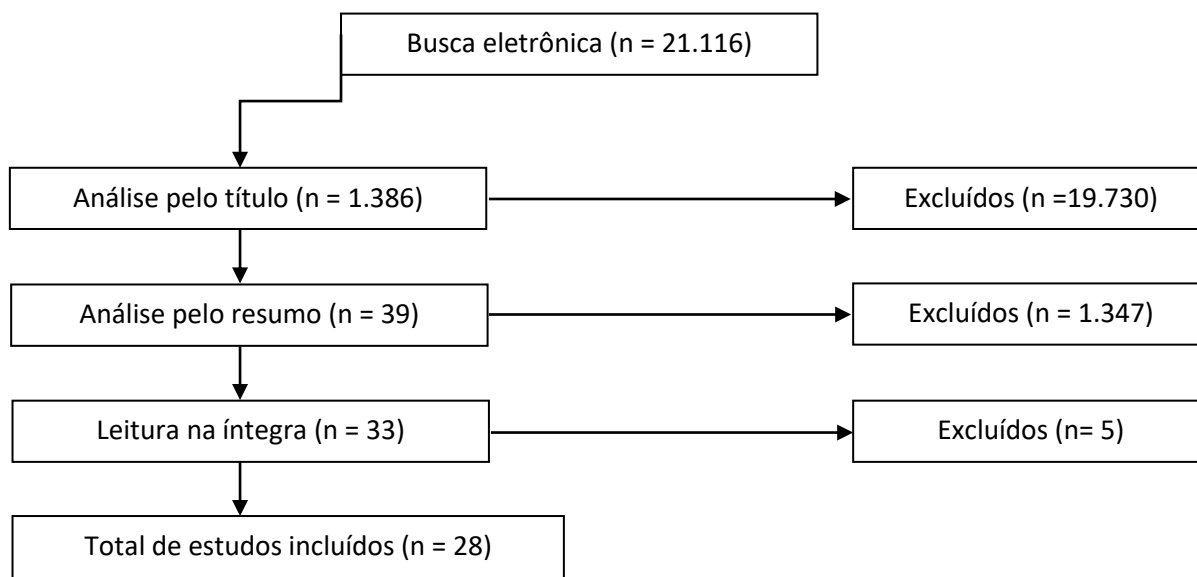 Busca eletrônica (n = 21.116)
Análise pelo título (n = 1.386)
Excluídos (n =19.730)
Análise pelo resumo (n = 39)
Excluídos (n = 1.347)
Leitura na íntegra (n = 33)
Excluídos (n= 5)
Total de estudos incluídos (n = 28)